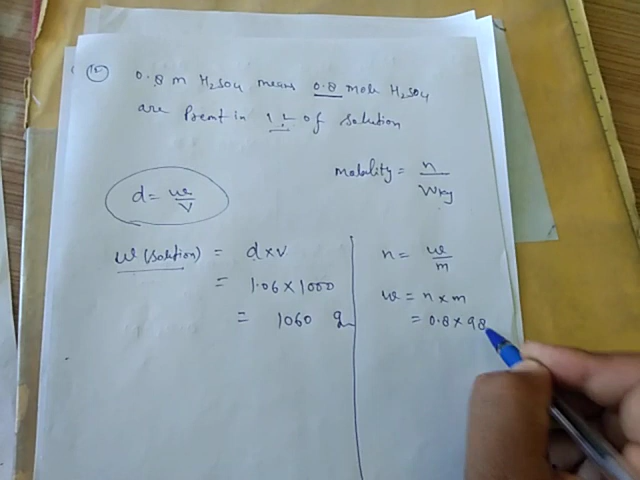 12
0.8 m H2SO4 means 0.8 mole H2SO4
are Present in 1 L of solution
molality = n / Wkg
d = w/V
w (solution) = d×v
= 1.06 × 1000
= 1060 g
n = w/m
w = n × m
= 0.8 × 98